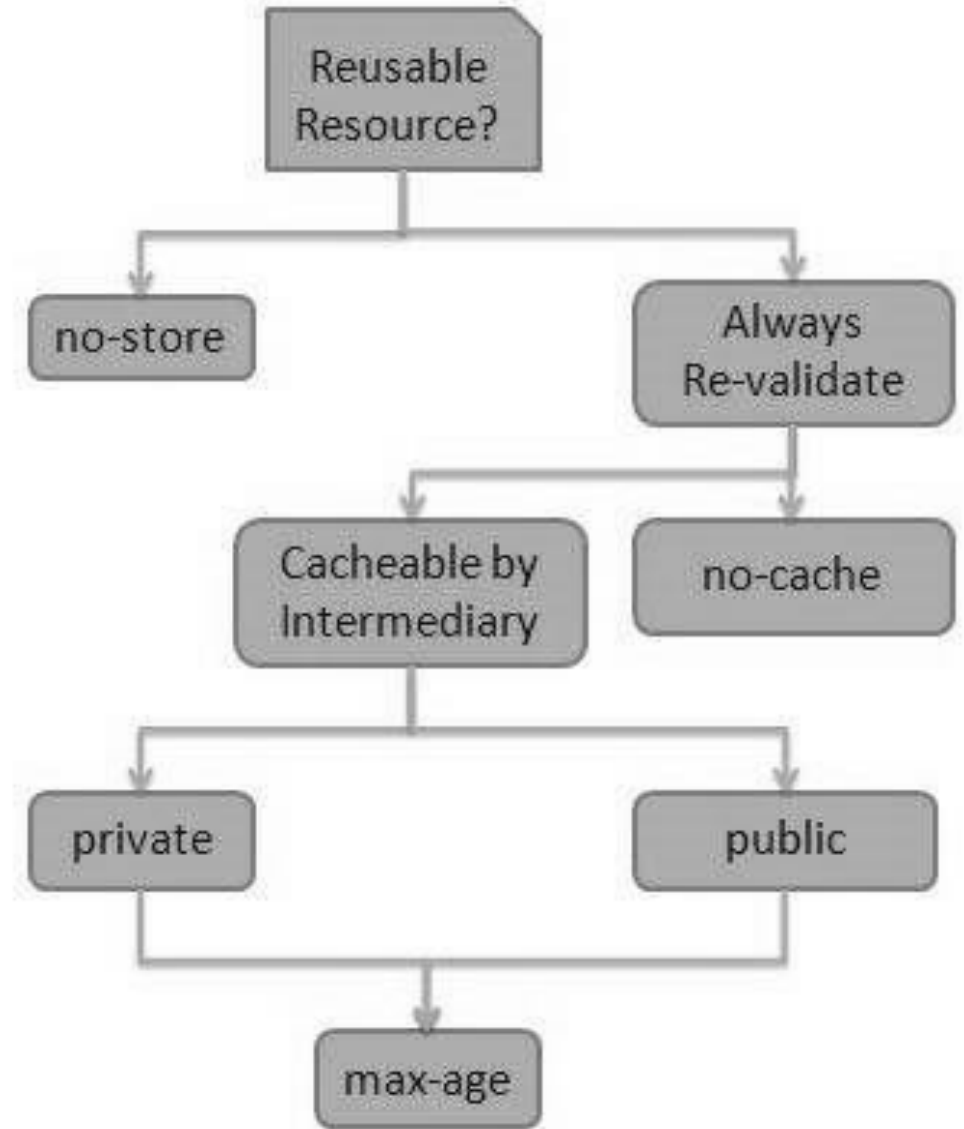 Reusable
Resource?
no-store
Always
Re-validate
Cacheable by
Intermediary
no-cache
private
public
max-age